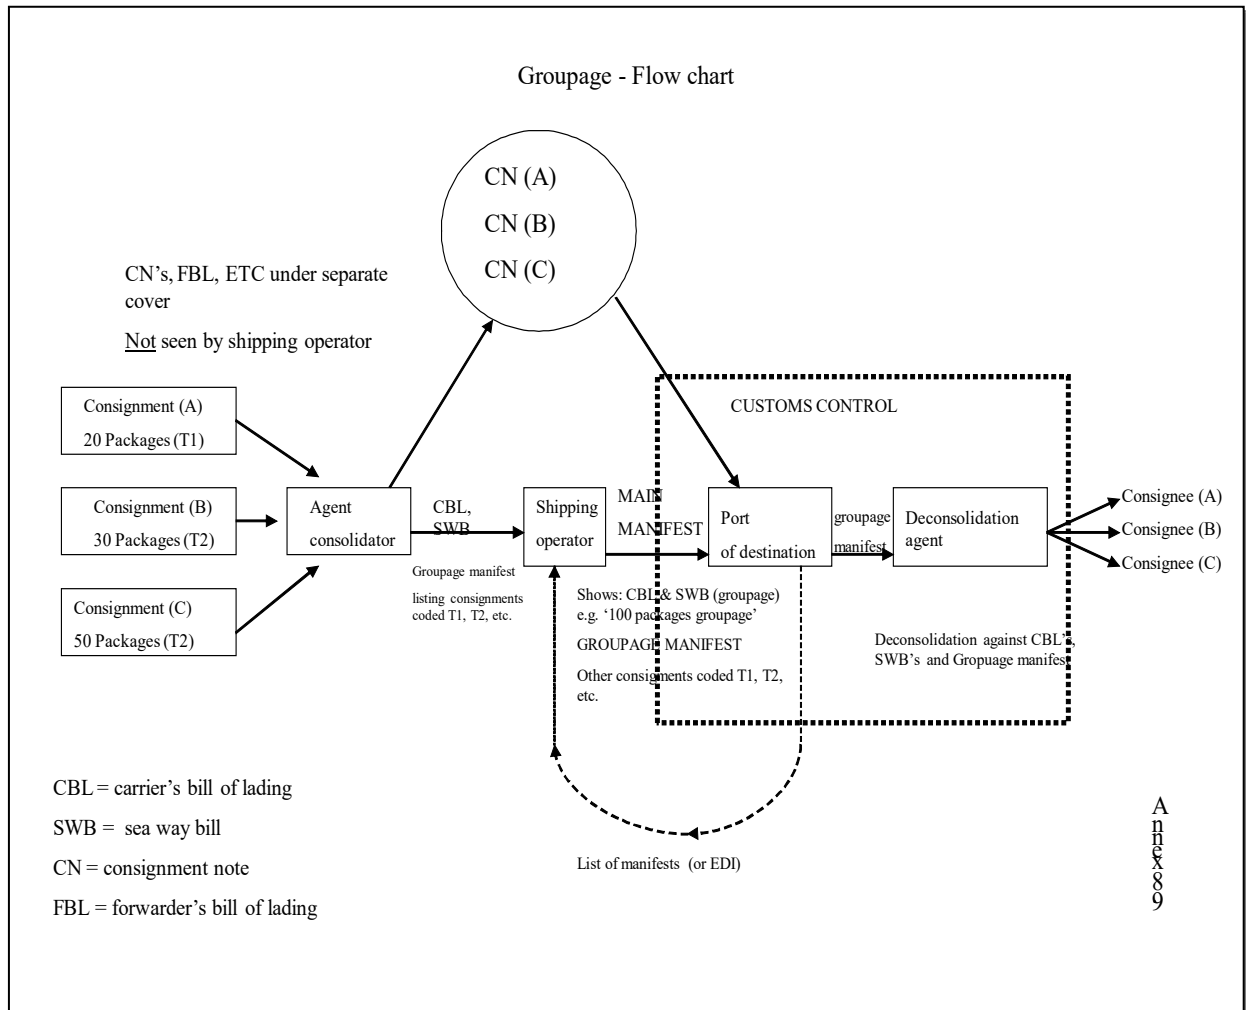 Groupage - Flow chart
CN (A)
CN (B)
CN (C)
CN's, FBL, ETC under separate
cover
Not seen by shipping operator
Consignment (A)
20 Packages (T1)
Consignment (B)
30 Packages (T2)
Consignment (C)
50 Packages (T2)
Agent
consolidator
CBL,
SWB
Groupage manifest
listing consignments
coded T1, T2, etc.
Shipping
operator
MAIN
MANIFEST
Shows: CBL & SWB (groupage)
e.g. ‘100 packages groupage’
GROUPAGE MANIFEST
Other consigments coded T1, T2,
etc.
CUSTOMS CONTROL
Port
of destination
groupage
manifest
Deconsolidation
agent
Deconsolidation against CBL's,
SWB's and Gropuage manifest
Consignee (A)
Consignee (B)
Consignee (C)
List of manifests (or EDI)
CBL = carrier's bill of lading
SWB = sea way bill
CN = consignment note
FBL = forwarder's bill of lading
Annex89